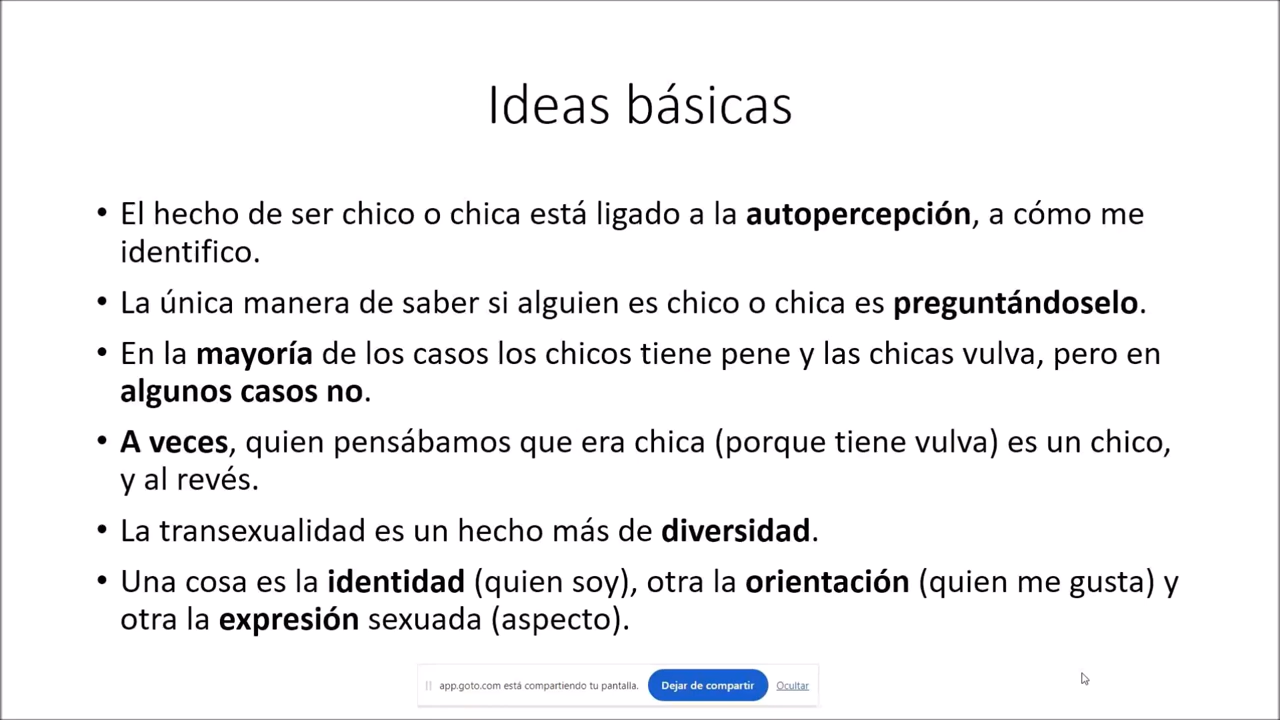 Ideas básicas
• El hecho de ser chico o chica está ligado a la autopercepción, a cómo me
identifico.
• La única manera de saber si alguien es chico o chica es preguntándoselo.
• En la mayoría de los casos los chicos tiene pene y las chicas vulva, pero en
algunos casos no.
• A veces, quien pensábamos que era chica (porque tiene vulva) es un chico,
y al revés.
• La transexualidad es un hecho más de diversidad.
• Una cosa es la identidad (quien soy), otra la orientación (quien me gusta) y
otra la expresión sexuada (aspecto).
app.goto.com está compartiendo tu pantalla. Dejar de compartir Ocultar